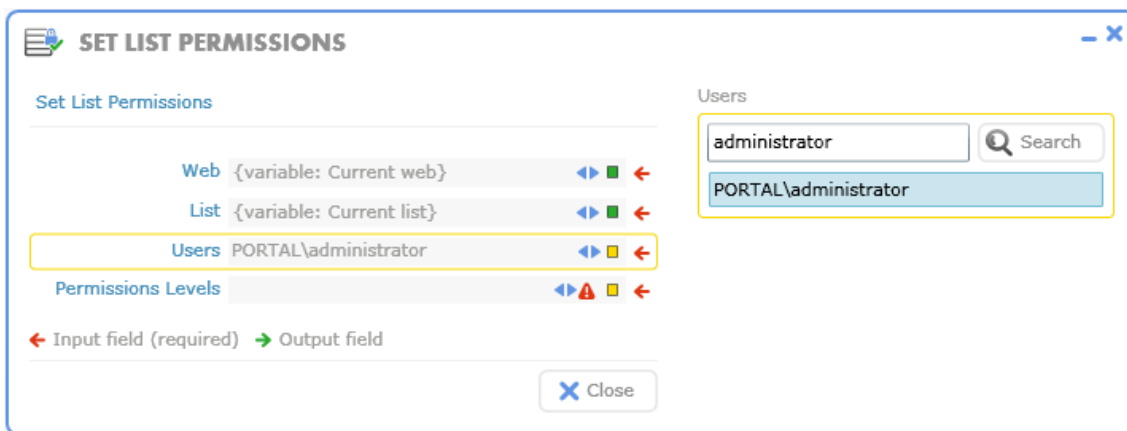 SET LIST PERMISSIONS
Set List Permissions
Web {variable: Current web}
List {variable: Current list}
Users PORTAL\administrator
Permissions Levels
Input field (required) Output field
Close
Users
administrator Search
PORTAL\administrator